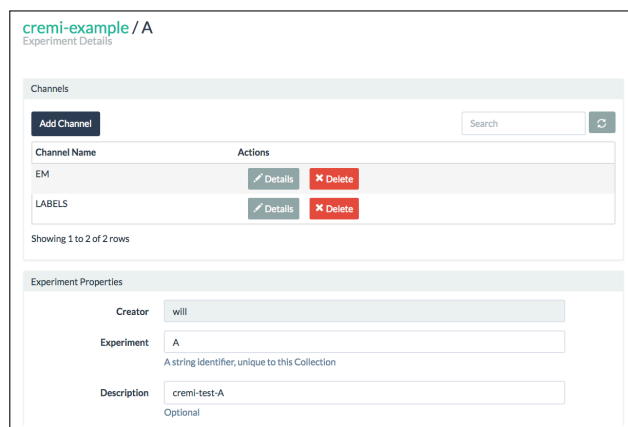 cremi-example / A
Experiment Details
Channels
Add Channel
Search
Channel Name Actions
EM Details Delete
LABELS Details Delete
Showing 1 to 2 of 2 rows
Experiment Properties
Creator will
Experiment A
A string identifier, unique to this Collection
Description cremi-test-A
Optional